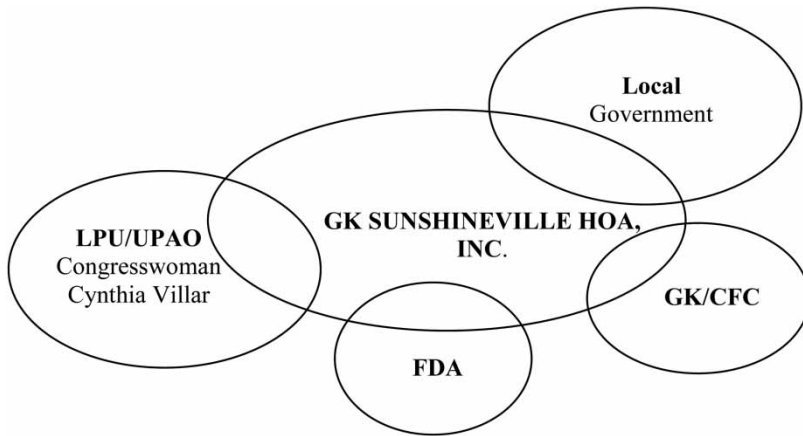 Local
Government
GK SUNSHINEVILLE HOA,
INC.
LPU/UPAO
Congresswoman
Cynthia Villar
GK/CFC
FDA